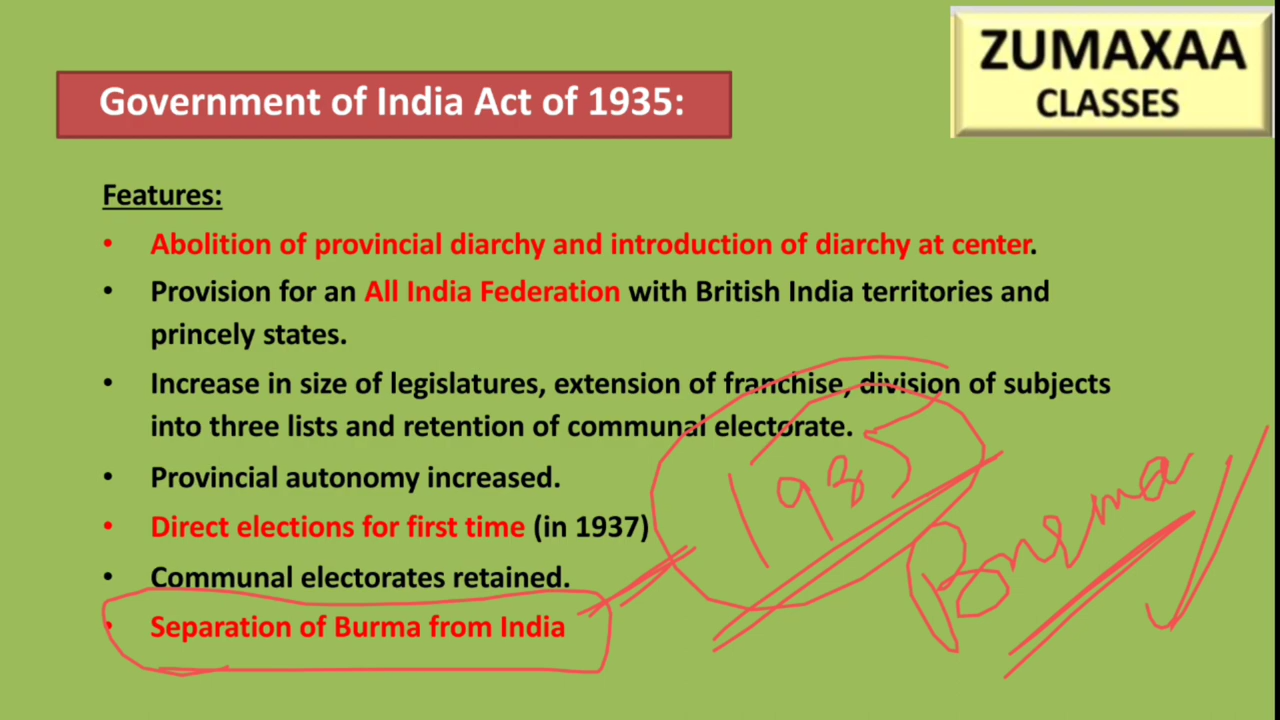 ZUMAXAA
CLASSES
Government of India Act of 1935:
Features:
• Abolition of provincial diarchy and introduction of diarchy at center.
• Provision for an All India Federation with British India territories and
princely states.
• Increase in size of legislatures, extension of franchise, division of subjects
into three lists and retention of communal electorate.
• Provincial autonomy increased.
• Direct elections for first time (in 1937)
• Communal electorates retained.
• Separation of Burma from India
1935
Burma